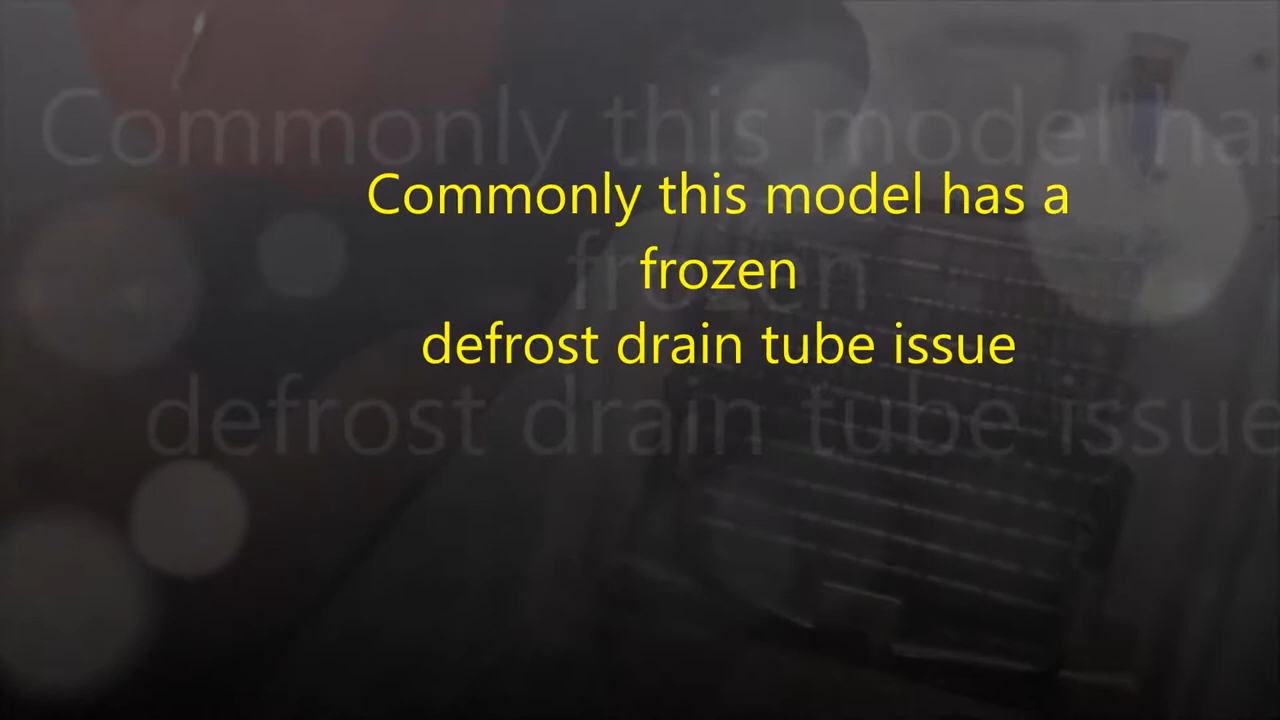 Commonly this model has a
frozen
defrost drain tube issue